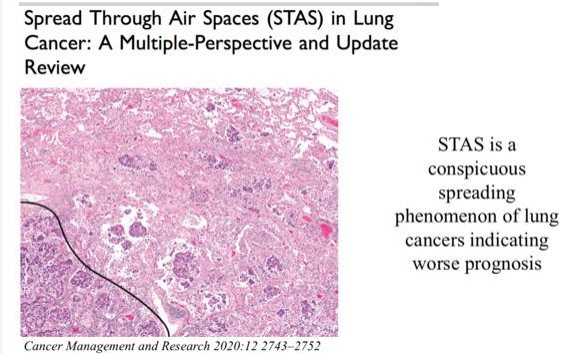 Spread Through Air Spaces (STAS) in Lung
Cancer: A Multiple-Perspective and Update
Review
STAS is a
conspicuous
spreading
phenomenon of lung
cancers indicating
worse prognosis
Cancer Management and Research 2020:12 2743–2752